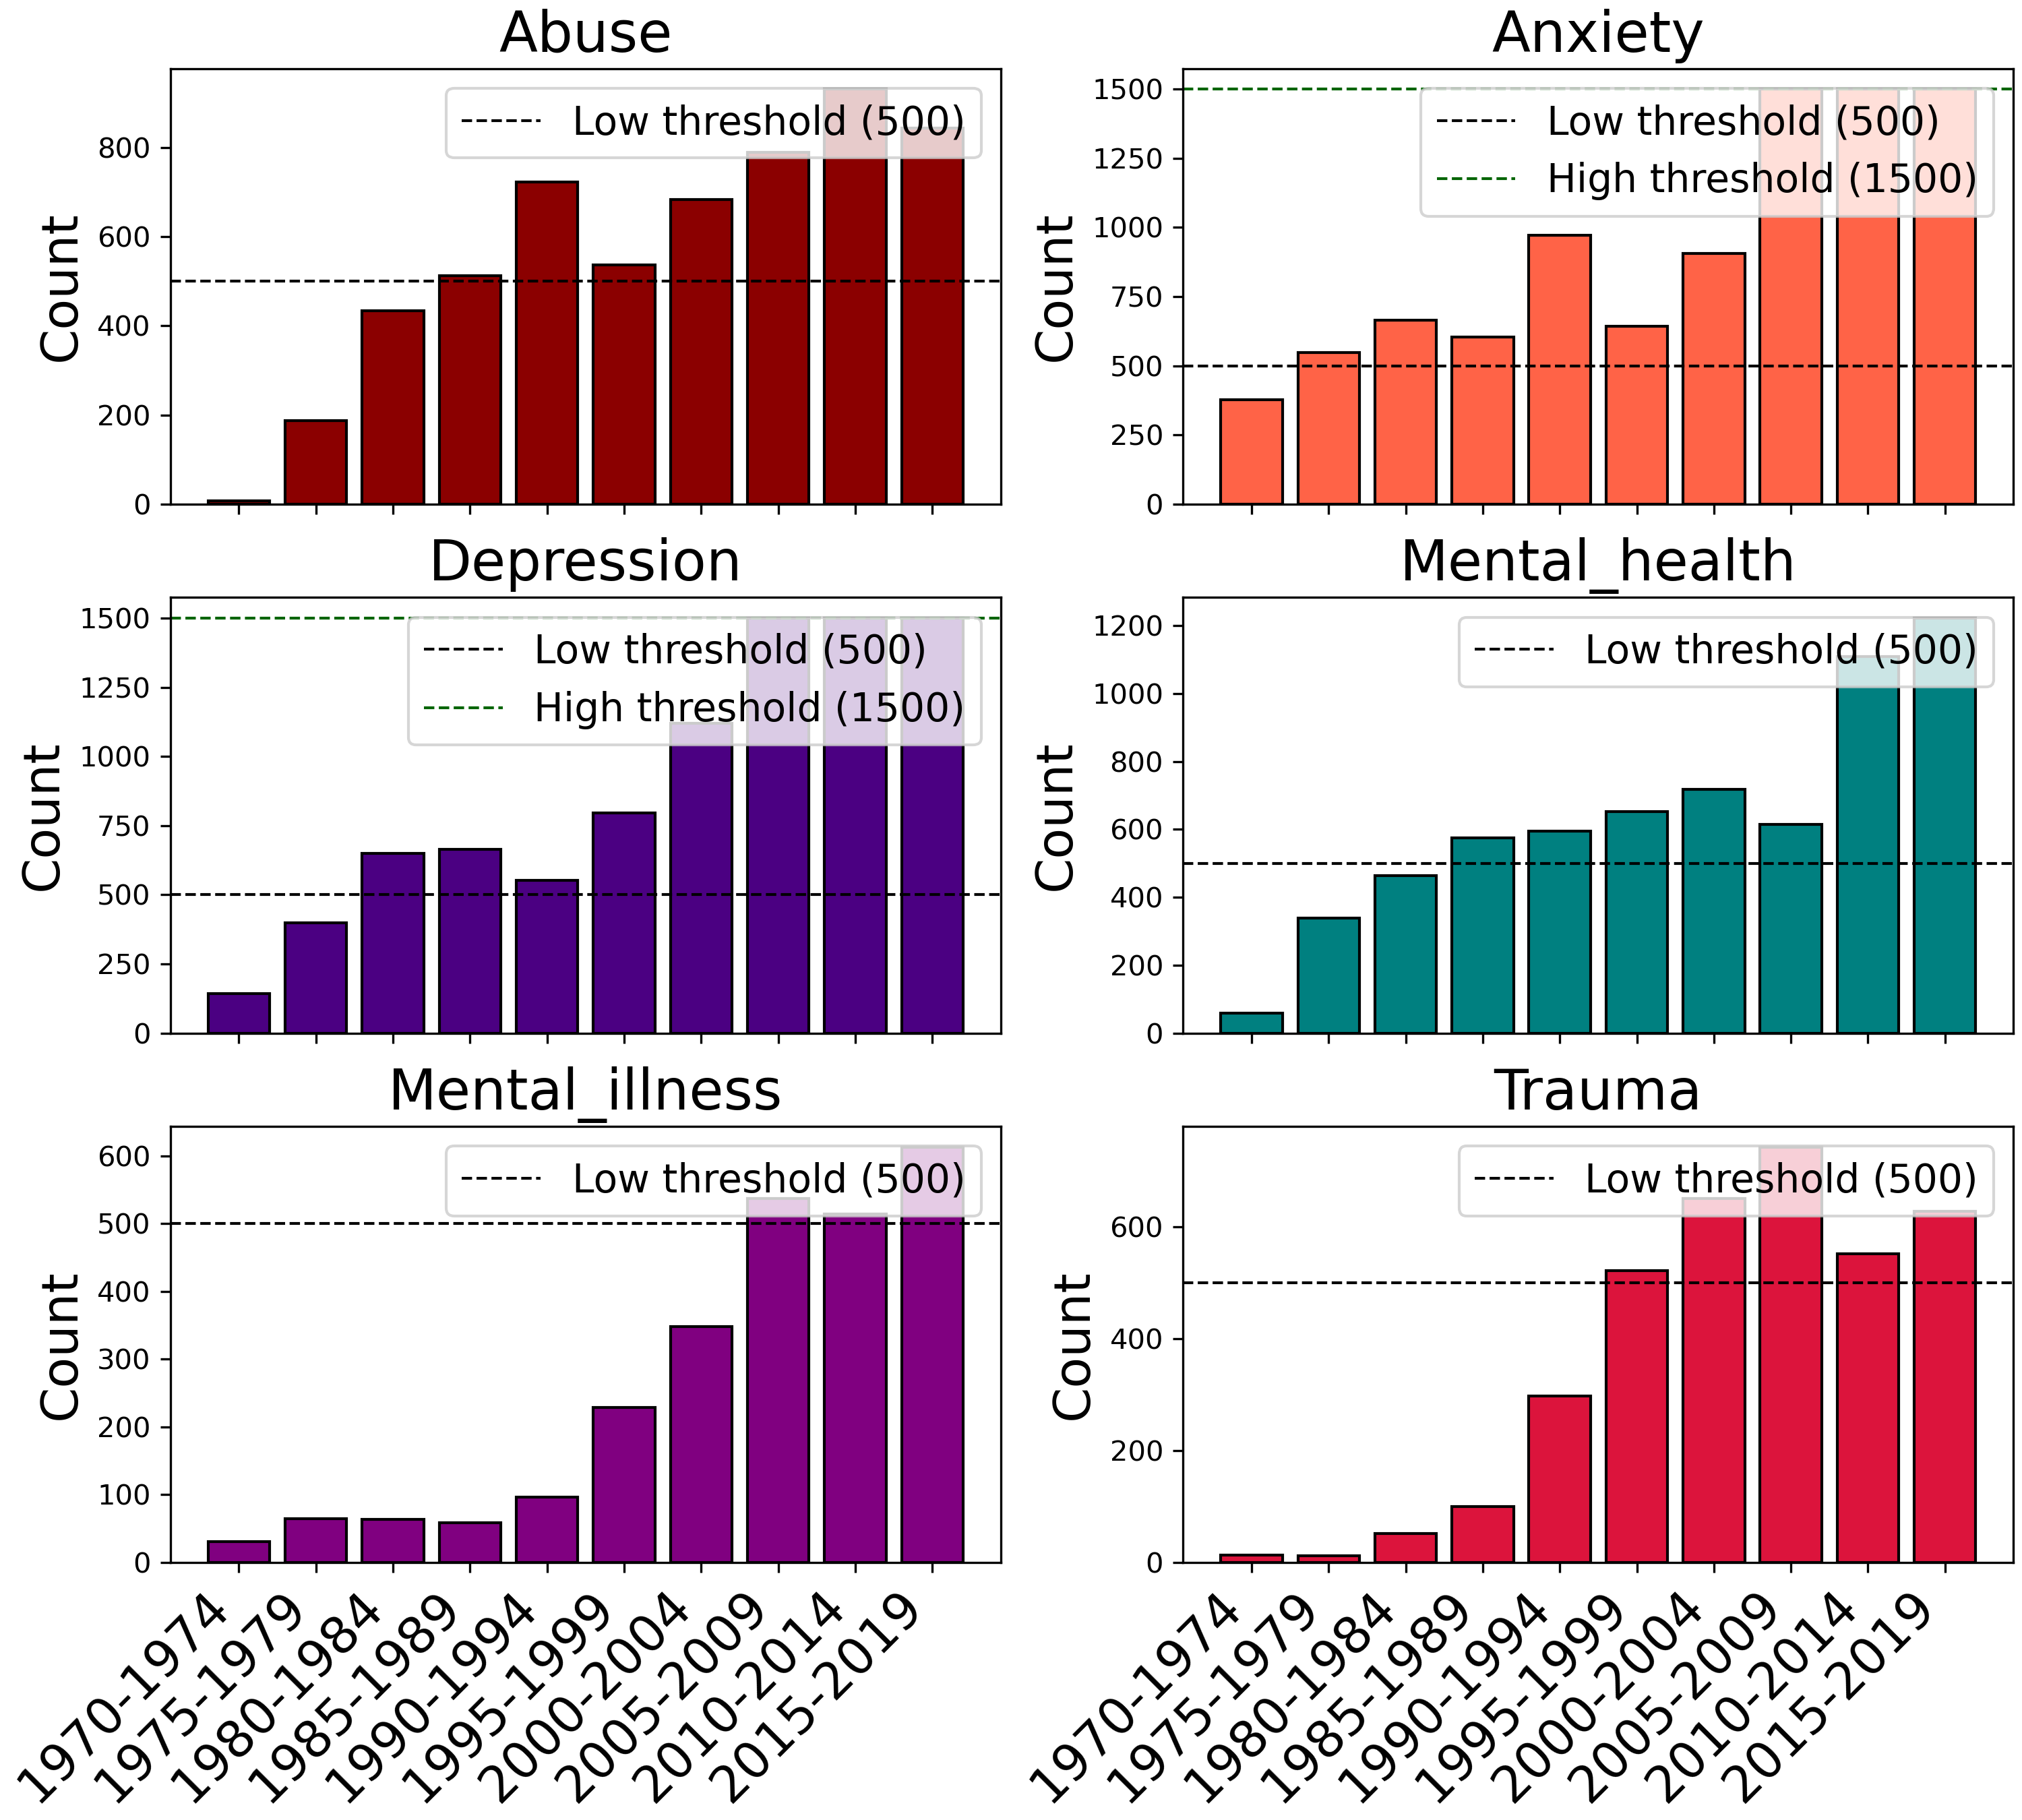 Abuse
Count
800
600
400
200
0
Low threshold (500)
Anxiety
Count
1500
1250
1000
750
500
250
0
Low threshold (500)
High threshold (1500)
Depression
Count
1500
1250
1000
750
500
250
0
Low threshold (500)
High threshold (1500)
Mental_health
Count
1200
1000
800
600
400
200
0
Low threshold (500)
Mental_illness
Count
600
500
400
300
200
100
0
Low threshold (500)
1970-1974
1975-1979
1980-1984
1985-1989
1990-1994
1995-1999
2000-2004
2005-2009
2010-2014
2015-2019
Trauma
Count
600
400
200
0
Low threshold (500)
1970-1974
1975-1979
1980-1984
1985-1989
1990-1994
1995-1999
2000-2004
2005-2009
2010-2014
2015-2019